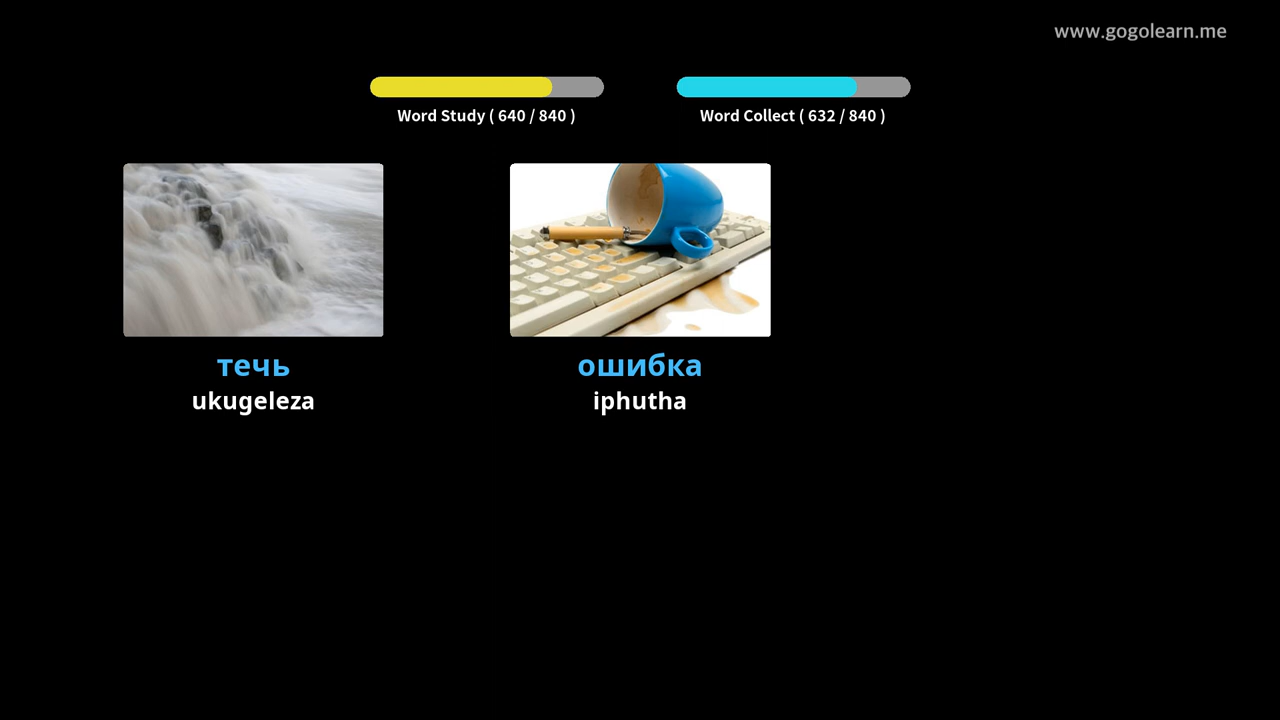 www.gogolearn.me
Word Study ( 640 / 840 )
Word Collect ( 632 / 840 )
течь
ukugeleza
ошибка
iphutha